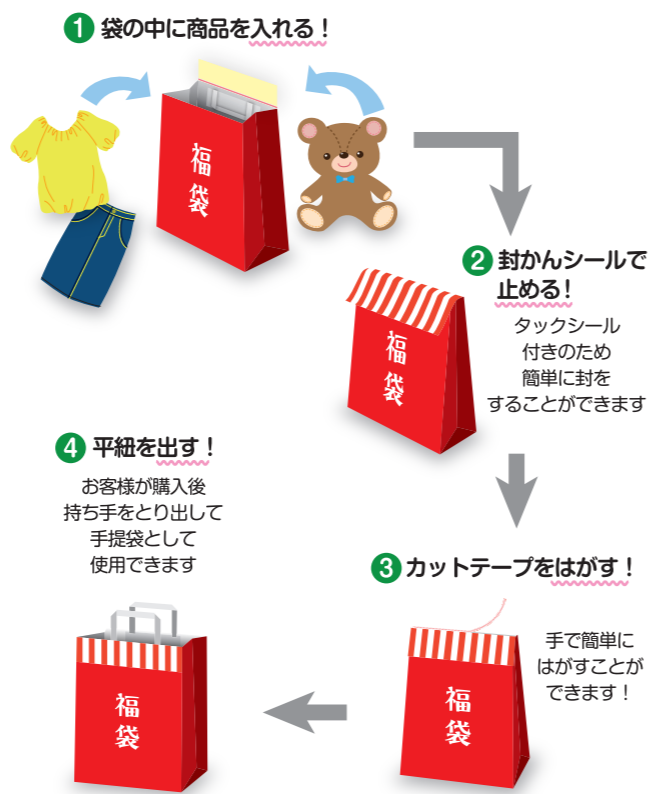 1 袋の中に商品を入れる！
福袋
2 封かんシールで
止める！
タックシール
付きのため
簡単に封を
することができます
福袋
3 カットテープをはがす！
手で簡単に
はがすことが
できます！
福袋
4 平紐を出す！
お客様が購入後
持ち手をとり出して
手提袋として
使用できます
福袋